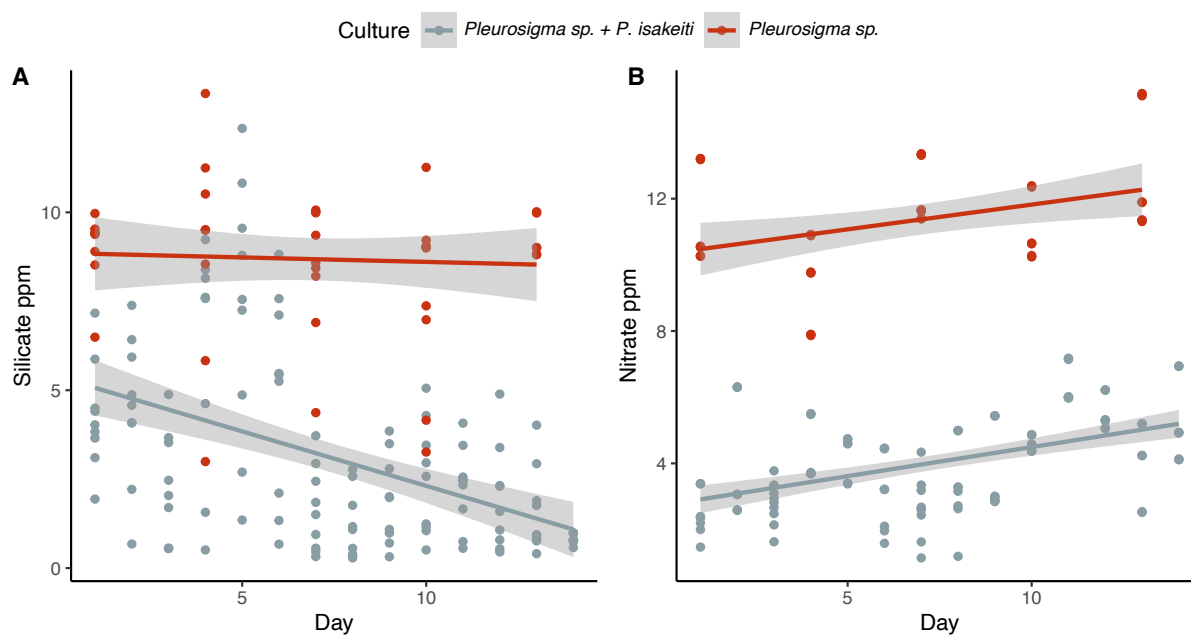 Culture Pleurosigma sp. + P. isakeiti Pleurosigma sp.
A
B
Silicate ppm
10
5
0
5
10
Day
Nitrate ppm
12
8
4
5
10
Day